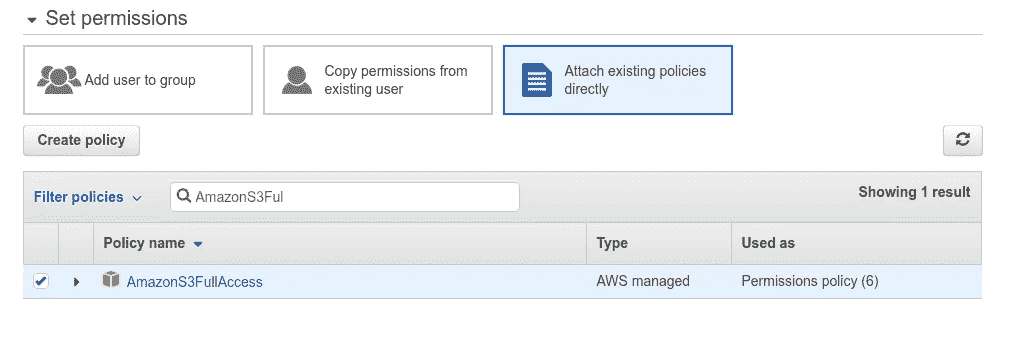 Set permissions
Add user to group
Copy permissions from
existing user
Attach existing policies
directly
Create policy
Filter policies
AmazonS3Ful
Showing 1 result
Policy name
Type
Used as
AmazonS3FullAccess
AWS managed
Permissions policy (6)